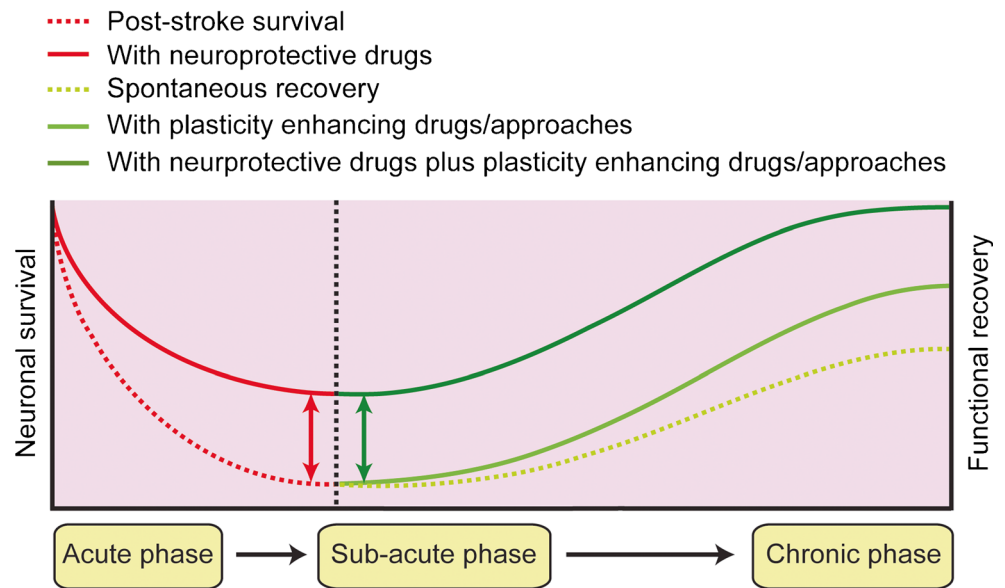 Post-stroke survival
With neuroprotective drugs
Spontaneous recovery
With plasticity enhancing drugs/approaches
With neurprotective drugs plus plasticity enhancing drugs/approaches
Neuronal survival
Functional recovery
Acute phase
Sub-acute phase
Chronic phase